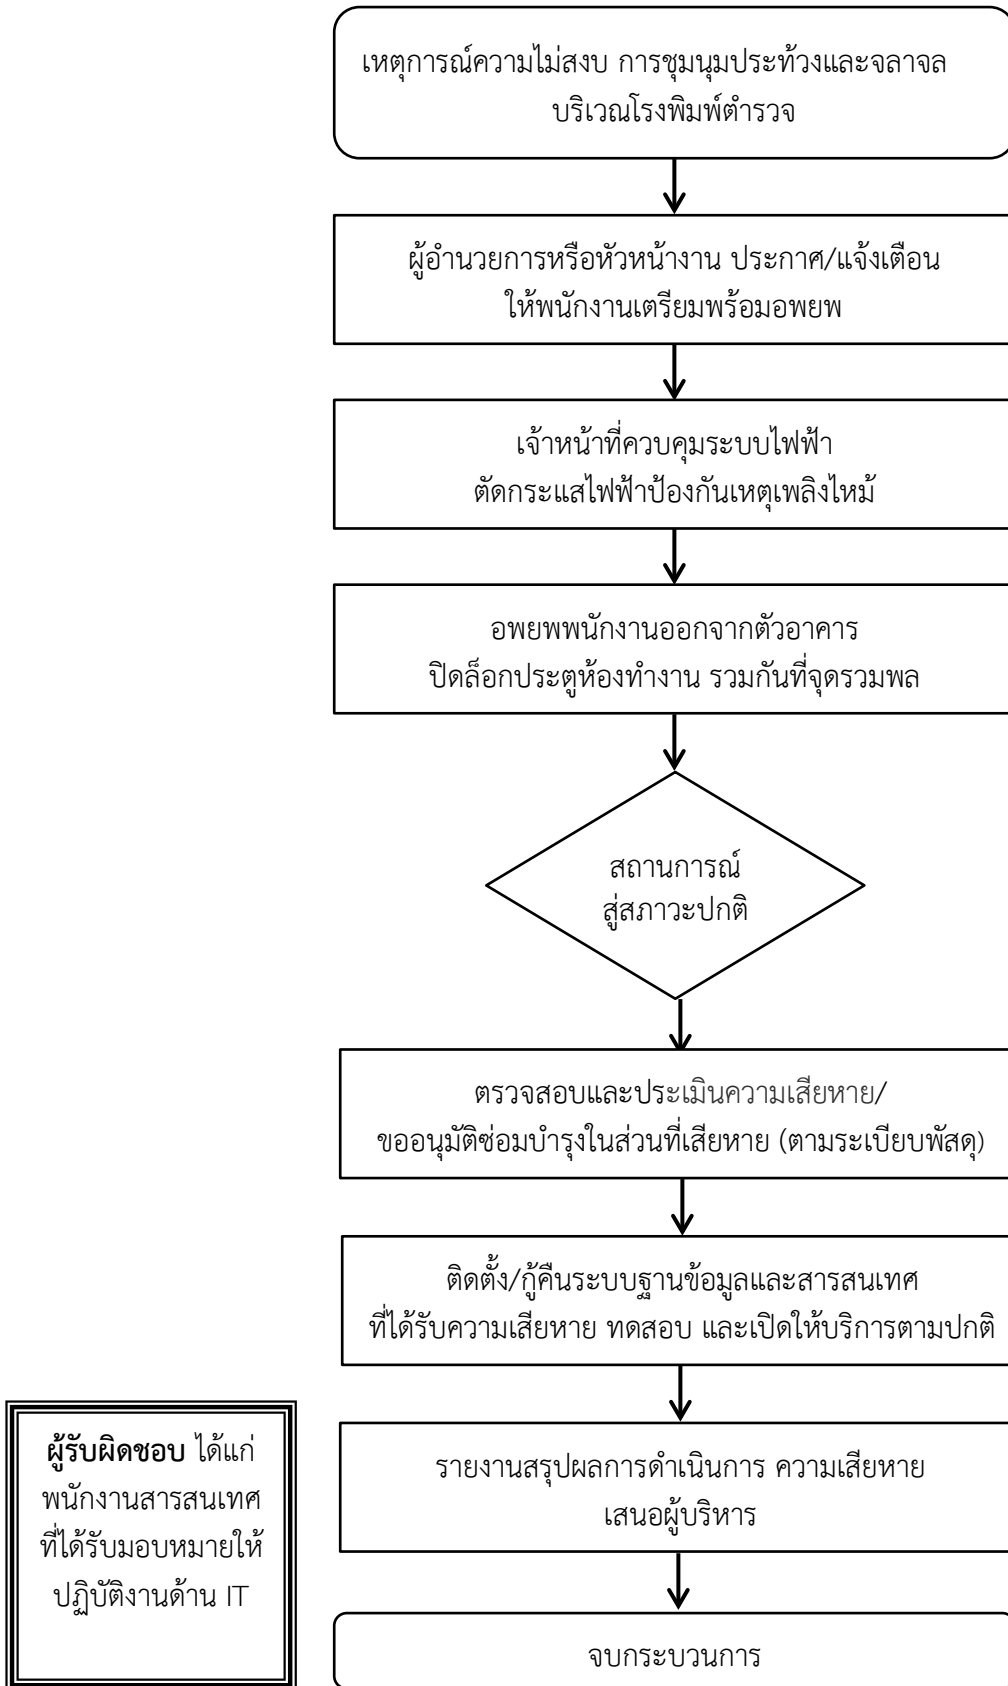 เหตุการณ์ความไม่สงบ การชุมนุมประท้วงและจลาจล
บริเวณโรงพิมพ์ตำรวจ
ผู้อำนวยการหรือหัวหน้างาน ประกาศ/แจ้งเตือน
ให้พนักงานเตรียมพร้อมอพยพ
เจ้าหน้าที่ควบคุมระบบไฟฟ้า
ตัดกระแสไฟฟ้าป้องกันเหตุเพลิงไหม้
อพยพพนักงานออกจากตัวอาคาร
ปิดล็อกประตูห้องทำงาน รวมกันที่จุดรวมพล
สถานการณ์
สู่สภาวะปกติ
ตรวจสอบและประเมินความเสียหาย/
ขออนุมัติซ่อมบำรุงในส่วนที่เสียหาย (ตามระเบียบพัสดุ)
ติดตั้ง/กู้คืนระบบฐานข้อมูลและสารสนเทศ
ที่ได้รับความเสียหาย ทดสอบ และเปิดให้บริการตามปกติ
รายงานสรุปผลการดำเนินการ ความเสียหาย
เสนอผู้บริหาร
จบกระบวนการ
ผู้รับผิดชอบ ได้แก่
พนักงานสารสนเทศ
ที่ได้รับมอบหมายให้
ปฏิบัติงานด้าน IT